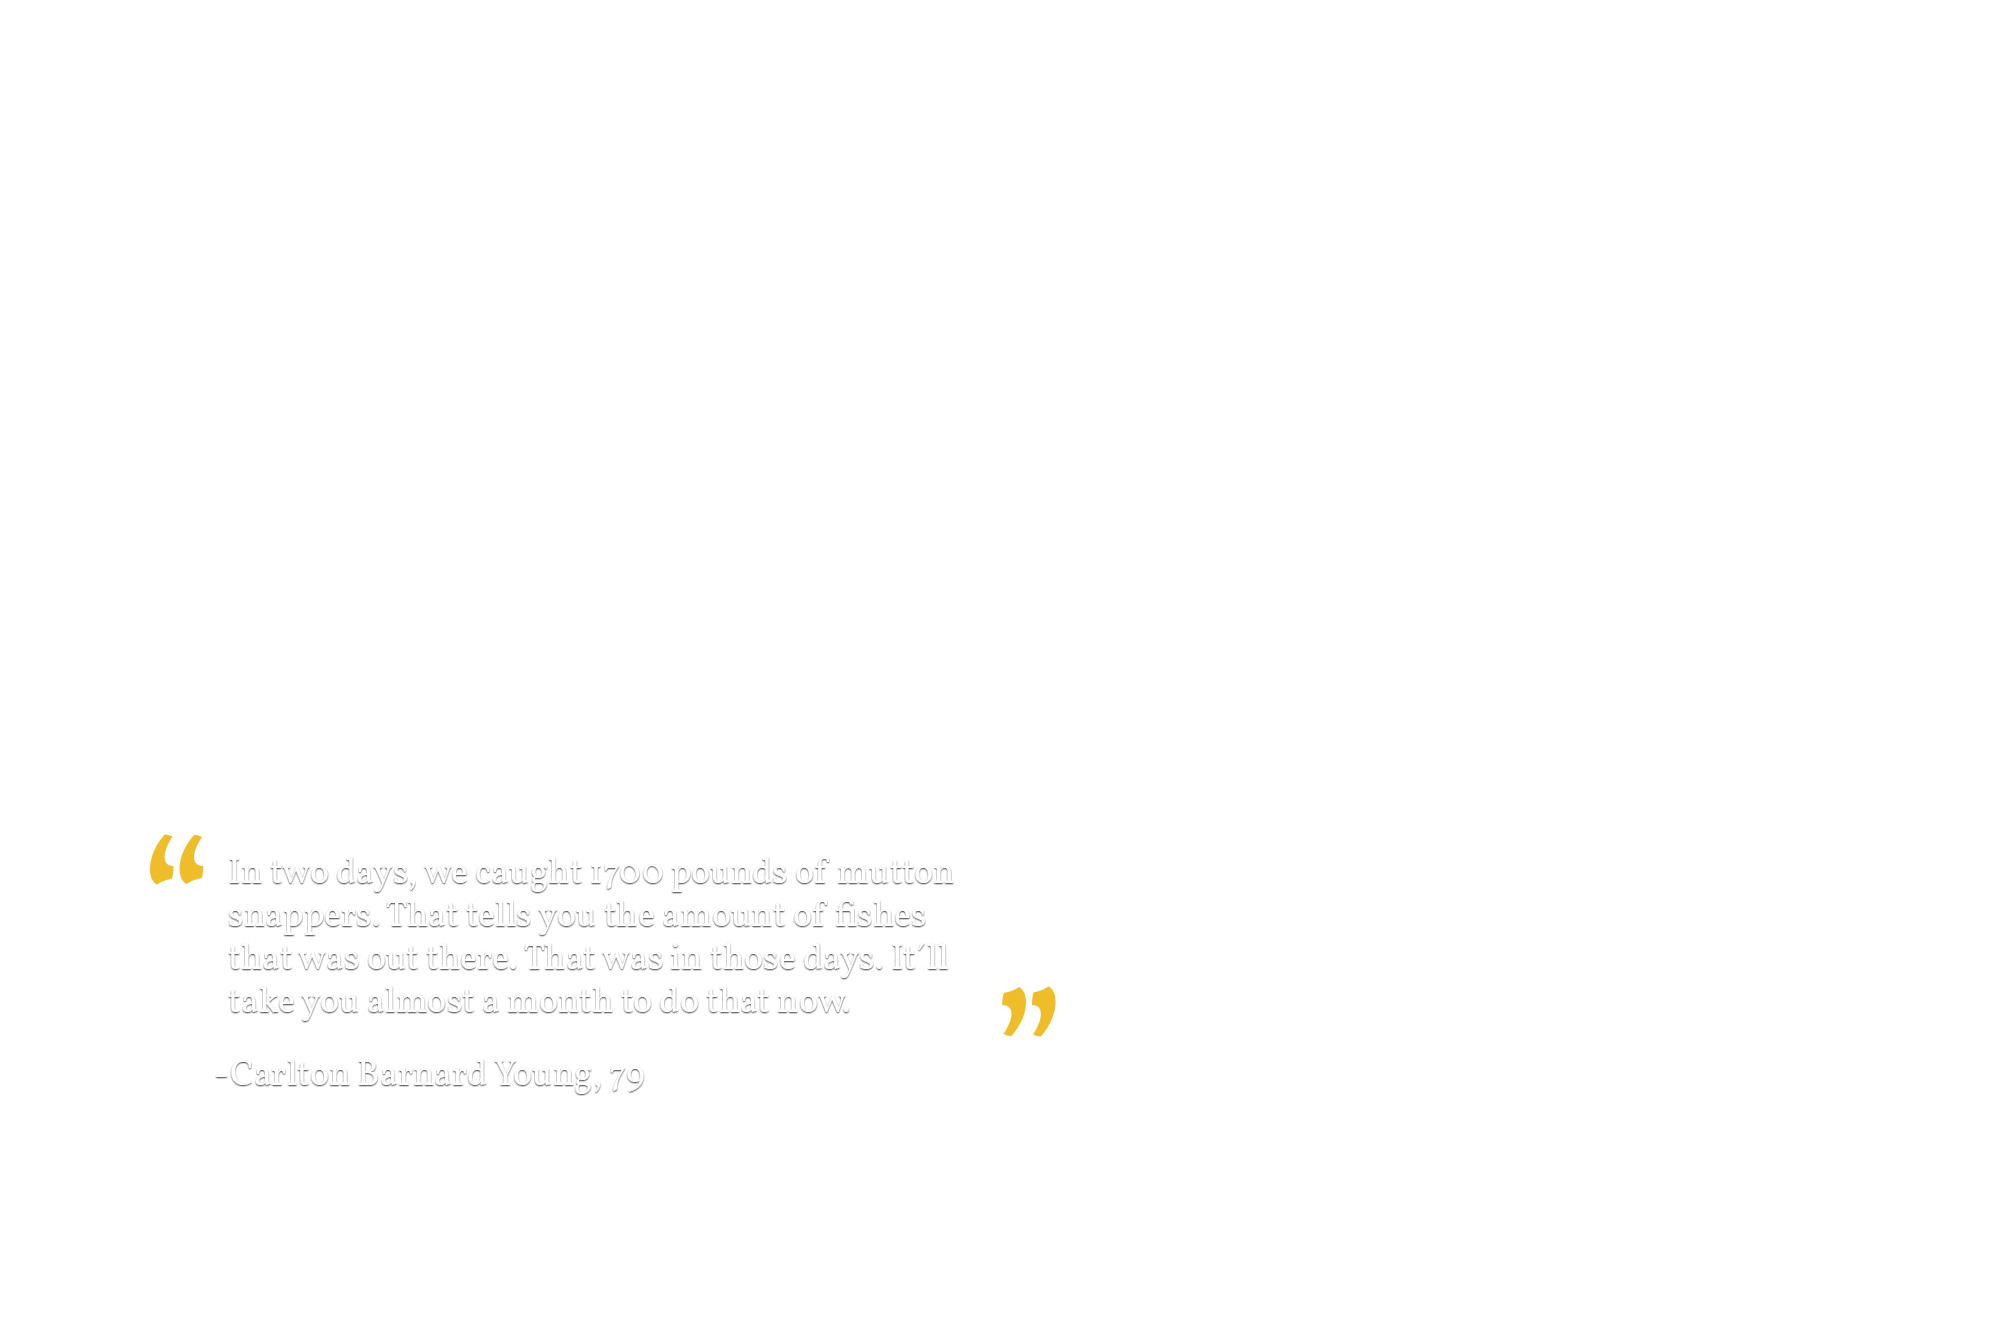 “In two days, we caught 1700 pounds of mutton
snappers. That tells you the amount of fishes
that was out there. That was in those days. It´ll
take you almost a month to do that now.”
-Carlton Barnard Young, 79